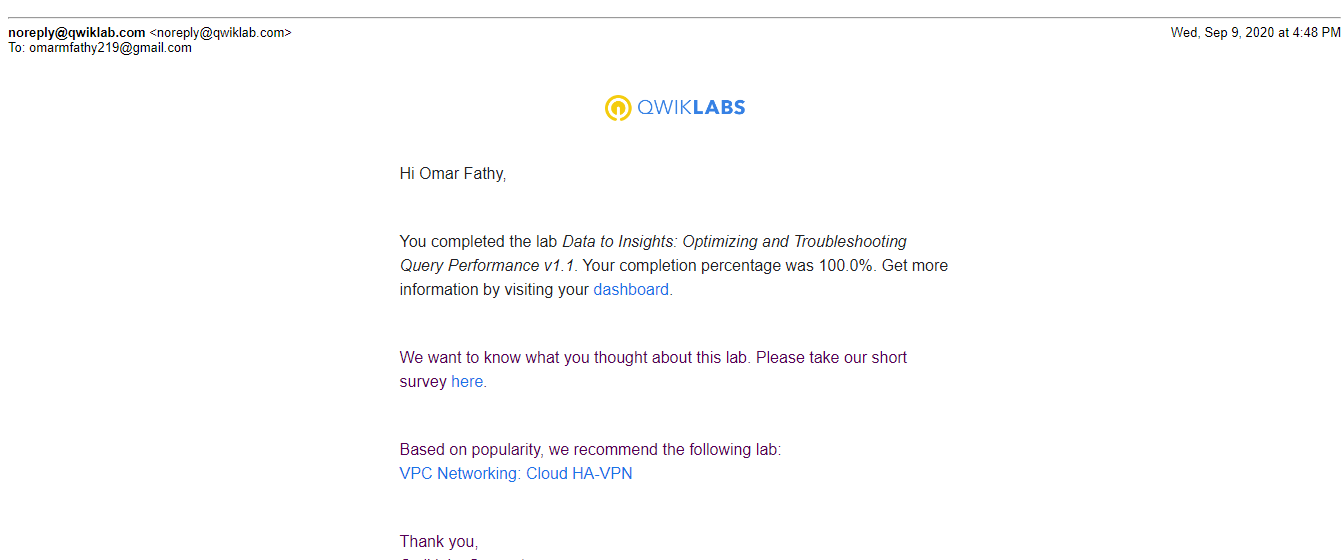 noreply@qwiklab.com <noreply@qwiklab.com>
Wed, Sep 9, 2020 at 4:48 PM
To: omarmfathy219@gmail.com
QWIKLABS
Hi Omar Fathy,
You completed the lab Data to Insights: Optimizing and Troubleshooting
Query Performance v1.1. Your completion percentage was 100.0%. Get more
information by visiting your dashboard.
We want to know what you thought about this lab. Please take our short
survey here.
Based on popularity, we recommend the following lab:
VPC Networking: Cloud HA-VPN
Thank you,